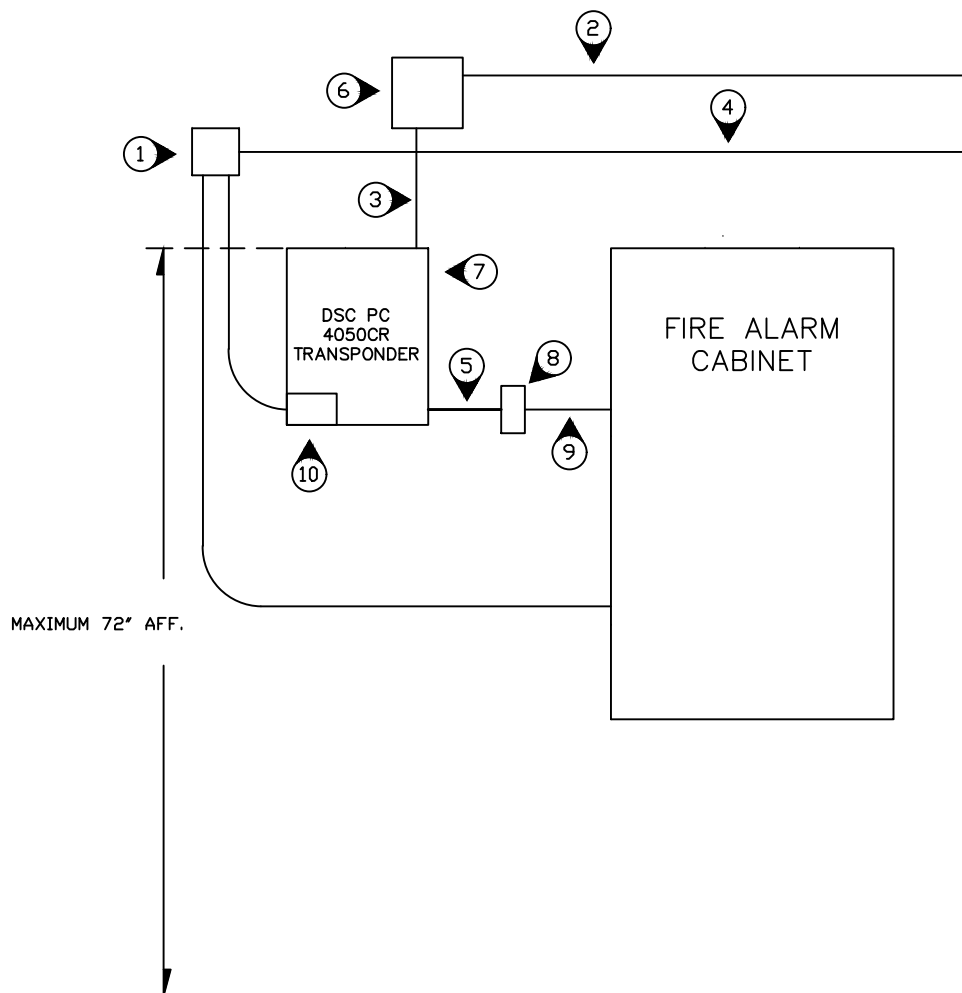 2
6
4
1
3
7
DSC PC
4050CR
TRANSPONDER
FIRE ALARM
CABINET
5
8
9
10
MAXIMUM 72" AFF.